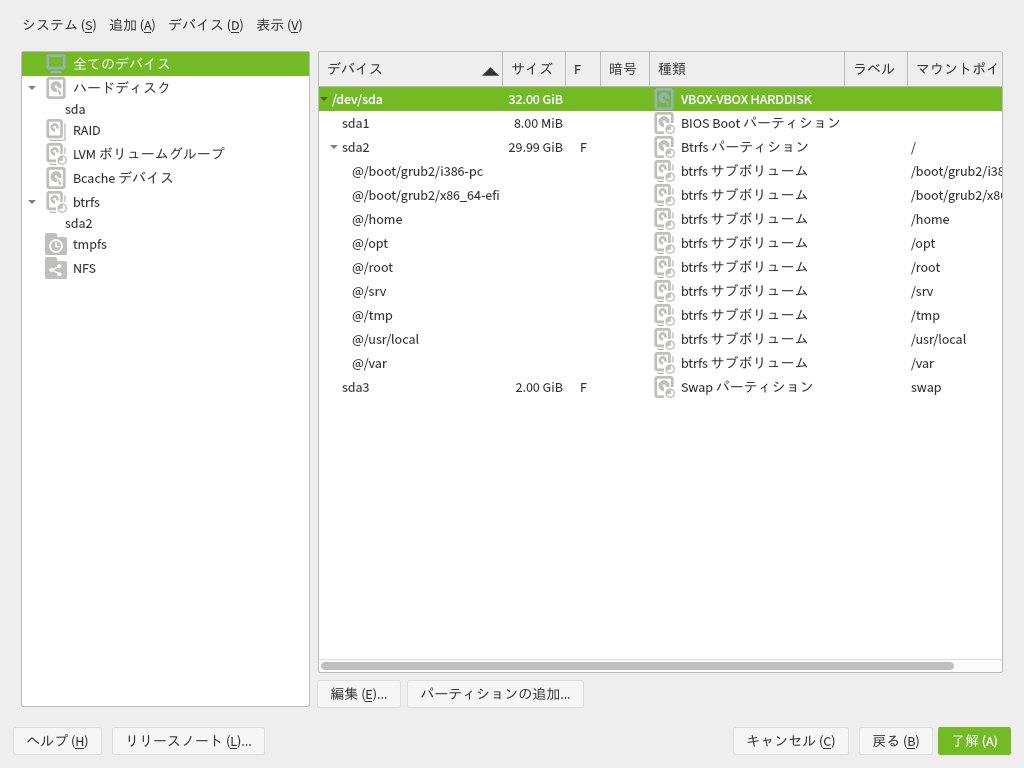 システム (S) 追加 (A) デバイス (D) 表示 (V)
全てのデバイス
ハードディスク
sda
RAID
LVM ボリュームグループ
Bcache デバイス
btrfs
sda2
tmpfs
NFS
デバイス サイズ F 暗号 種類 ラベル マウントポイ
/dev/sda 32.00 GiB VBOX-VBOX HARDDISK
sda1 8.00 MiB BIOS Boot パーティション
sda2 29.99 GiB F Btrfs パーティション /
@/boot/grub2/i386-pc btrfs サブボリューム /boot/grub2/i38
@/boot/grub2/x86_64-efi btrfs サブボリューム /boot/grub2/x86
@/home btrfs サブボリューム /home
@/opt btrfs サブボリューム /opt
@/root btrfs サブボリューム /root
@/srv btrfs サブボリューム /srv
@/tmp btrfs サブボリューム /tmp
@/usr/local btrfs サブボリューム /usr/local
@/var btrfs サブボリューム /var
sda3 2.00 GiB F Swap パーティション swap
編集 (E)... パーティションの追加...
ヘルプ (H) リリースノート (L)... キャンセル (C) 戻る (B) 了解 (A)